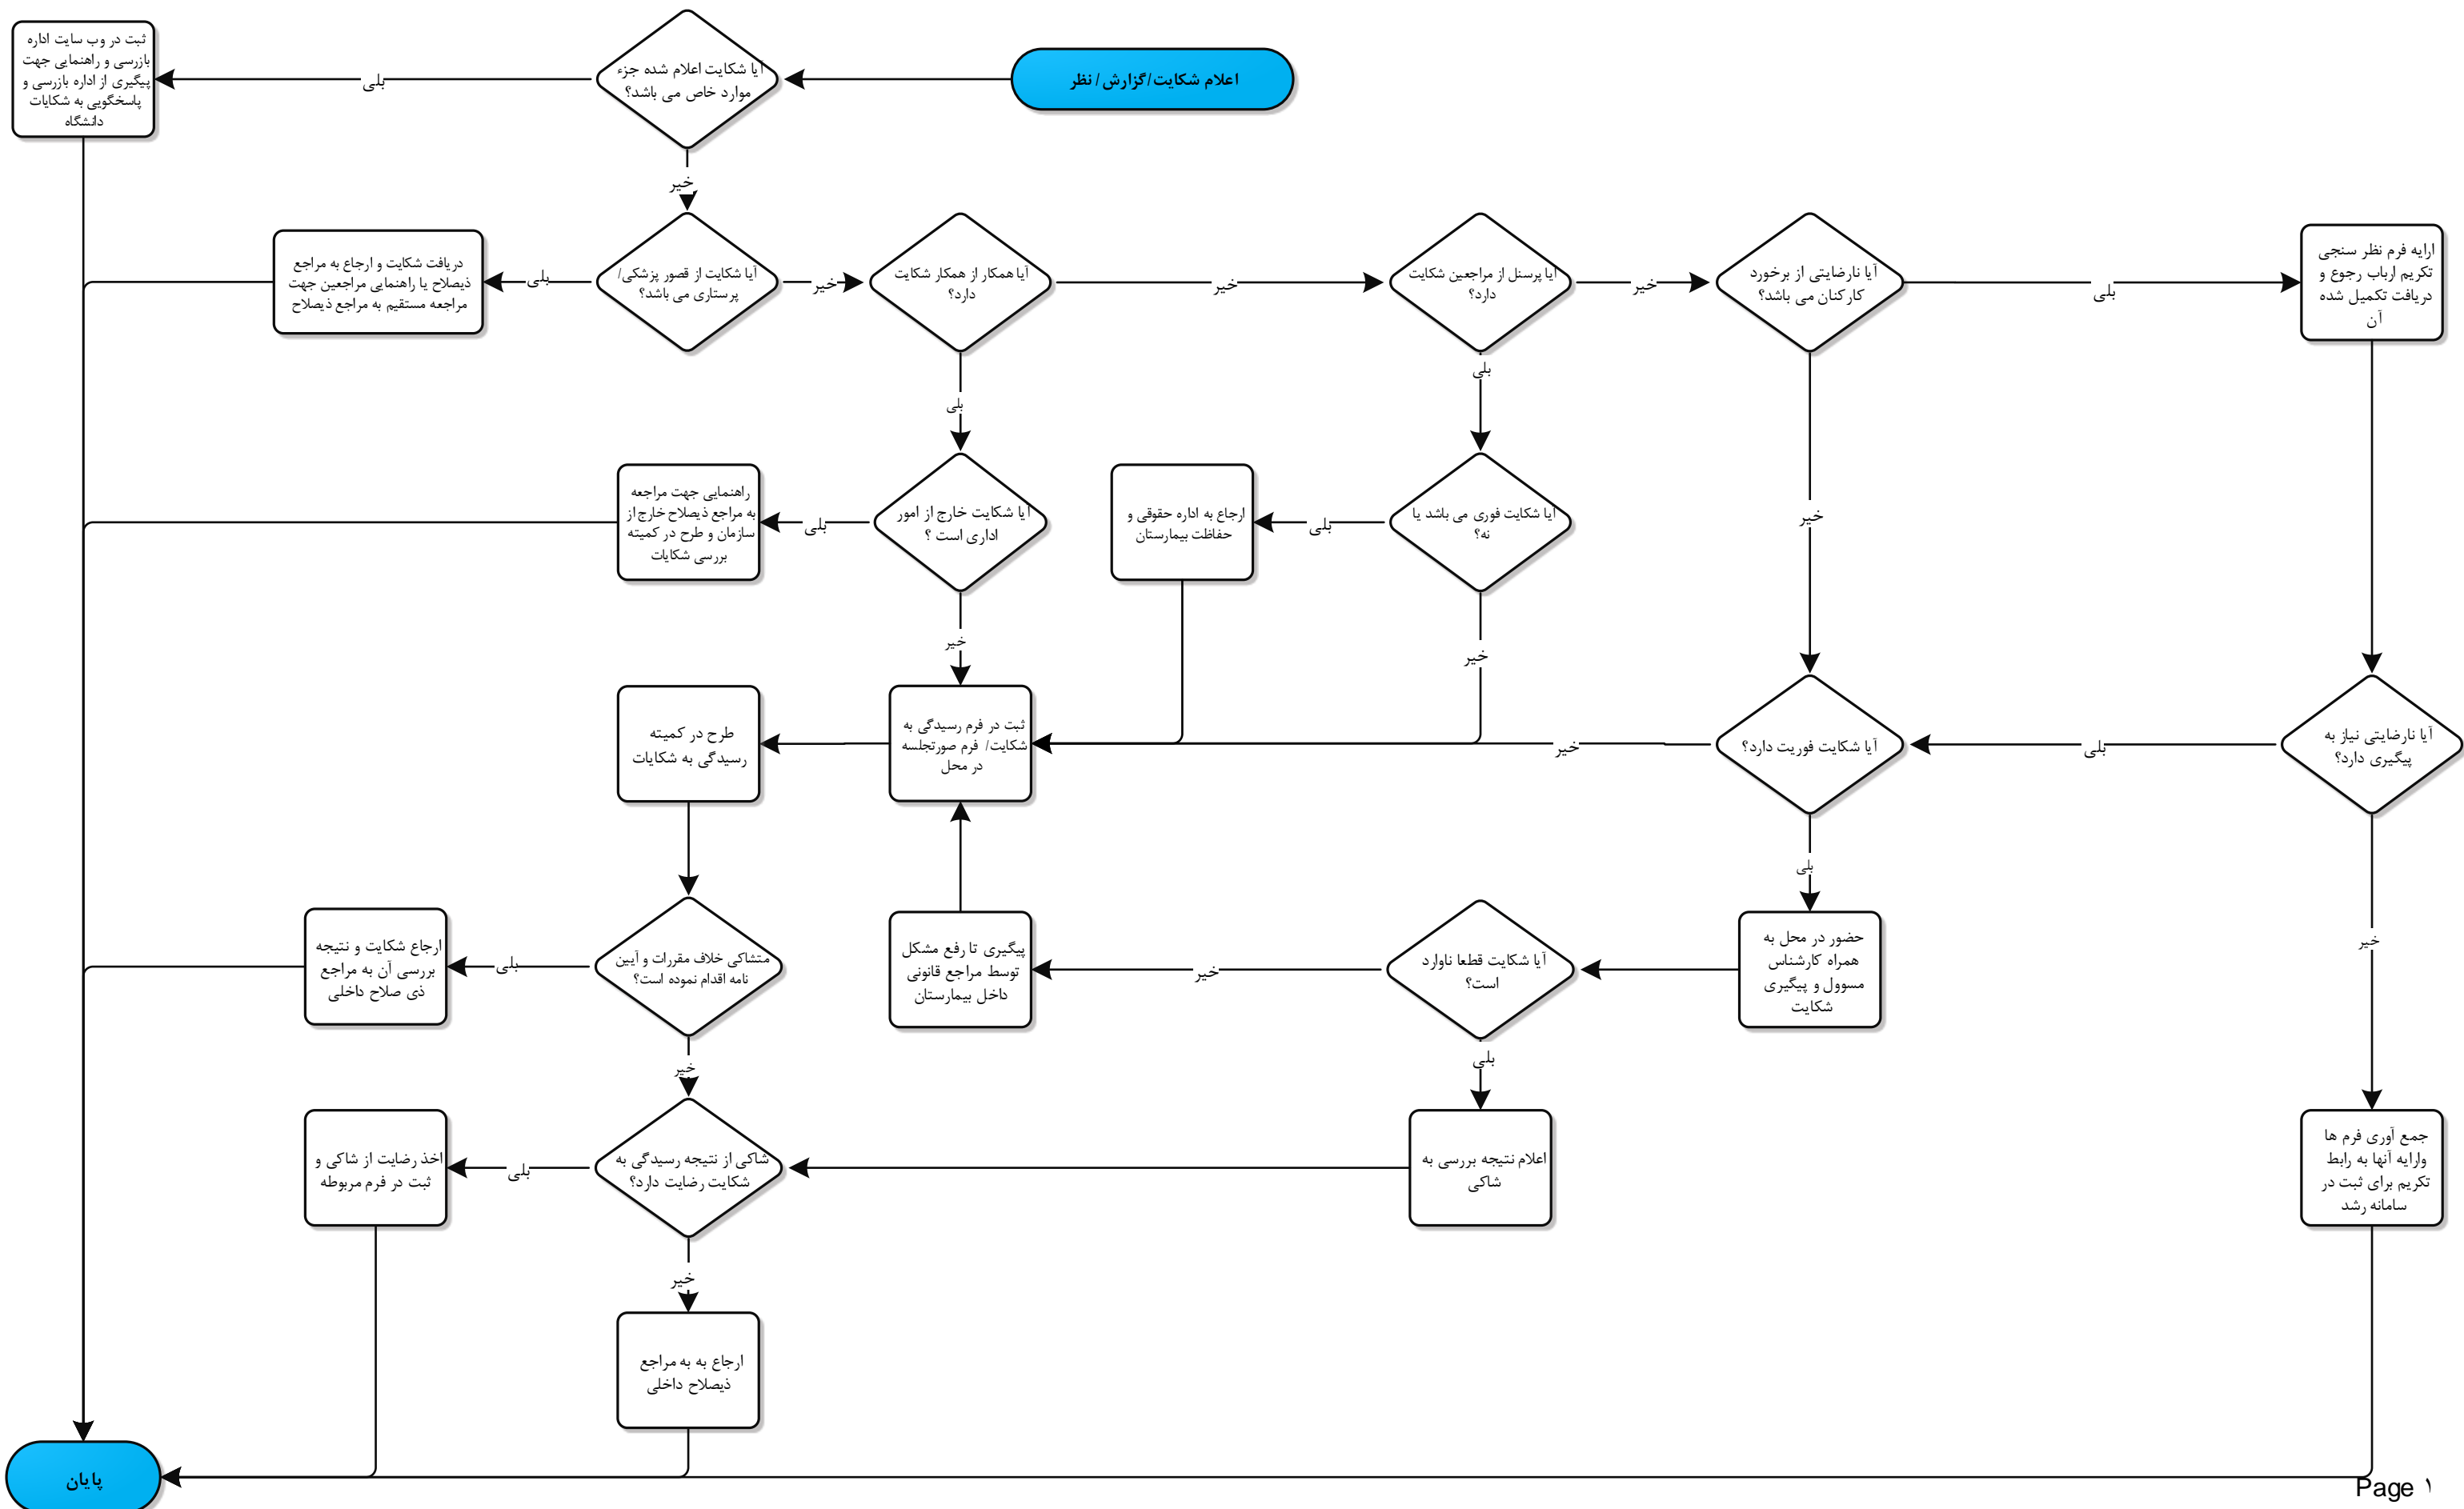 اعلام شکایت/گزارش/ نظر
آیا شکایت اعلام شده جزء
موارد خاص می باشد؟
بلی
ثبت در وب سایت اداره
بازرسی و راهنمایی جهت
پیگیری از اداره بازرسی و
پاسخگویی به شکایات
دانشگاه
خیر
آیا شکایت از قصور پزشکی/
پرستاری می باشد؟
بلی
دریافت شکایت و ارجاع به مراجع
ذیصلاح یا راهنمایی مراجعین جهت
مراجعه مستقیم به مراجع ذیصلاح
خیر
آیا همکار از همکار شکایت
دارد؟
خیر
آیا پرسنل از مراجعین شکایت
دارد؟
خیر
آیا نارضایتی از برخورد
کارکنان می باشد؟
بلی
ارایه فرم نظر سنجی
تکریم ارباب رجوع و
دریافت تکمیل شده
آن
بلی
بلی
خیر
آیا شکایت خارج از امور
اداری است ؟
بلی
راهنمایی جهت مراجعه
به مراجع ذیصلاح خارج از
سازمان و طرح در کمیته
بررسی شکایات
آیا شکایت فوری می باشد یا
نه؟
بلی
ارجاع به اداره حقوقی و
حفاظت بیمارستان
خیر
خیر
آیا نارضایتی نیاز به
پیگیری دارد؟
بلی
آیا شکایت فوریت دارد؟
خیر
ثبت در فرم رسیدگی به
شکایت/ فرم صورتجلسه
در محل
طرح در کمیته
رسیدگی به شکایات
بلی
خیر
حضور در محل به
همراه کارشناس
مسوول و پیگیری
شکایت
آیا شکایت قطعا ناوارد
است؟
خیر
پیگیری تا رفع مشکل
توسط مراجع قانونی
داخل بیمارستان
متشاکی خلاف مقررات و آیین
نامه اقدام نموده است؟
بلی
ارجاع شکایت و نتیجه
بررسی آن به مراجع
ذی صلاح داخلی
بلی
خیر
جمع آوری فرم ها
وارایه آنها به رابط
تکریم برای ثبت در
سامانه رشد
اعلام نتیجه بررسی به
شاکی
شاکی از نتیجه رسیدگی به
شکایت رضایت دارد؟
بلی
اخذ رضایت از شاکی و
ثبت در فرم مربوطه
خیر
ارجاع به به مراجع
ذیصلاح داخلی
پایان
Page ۱